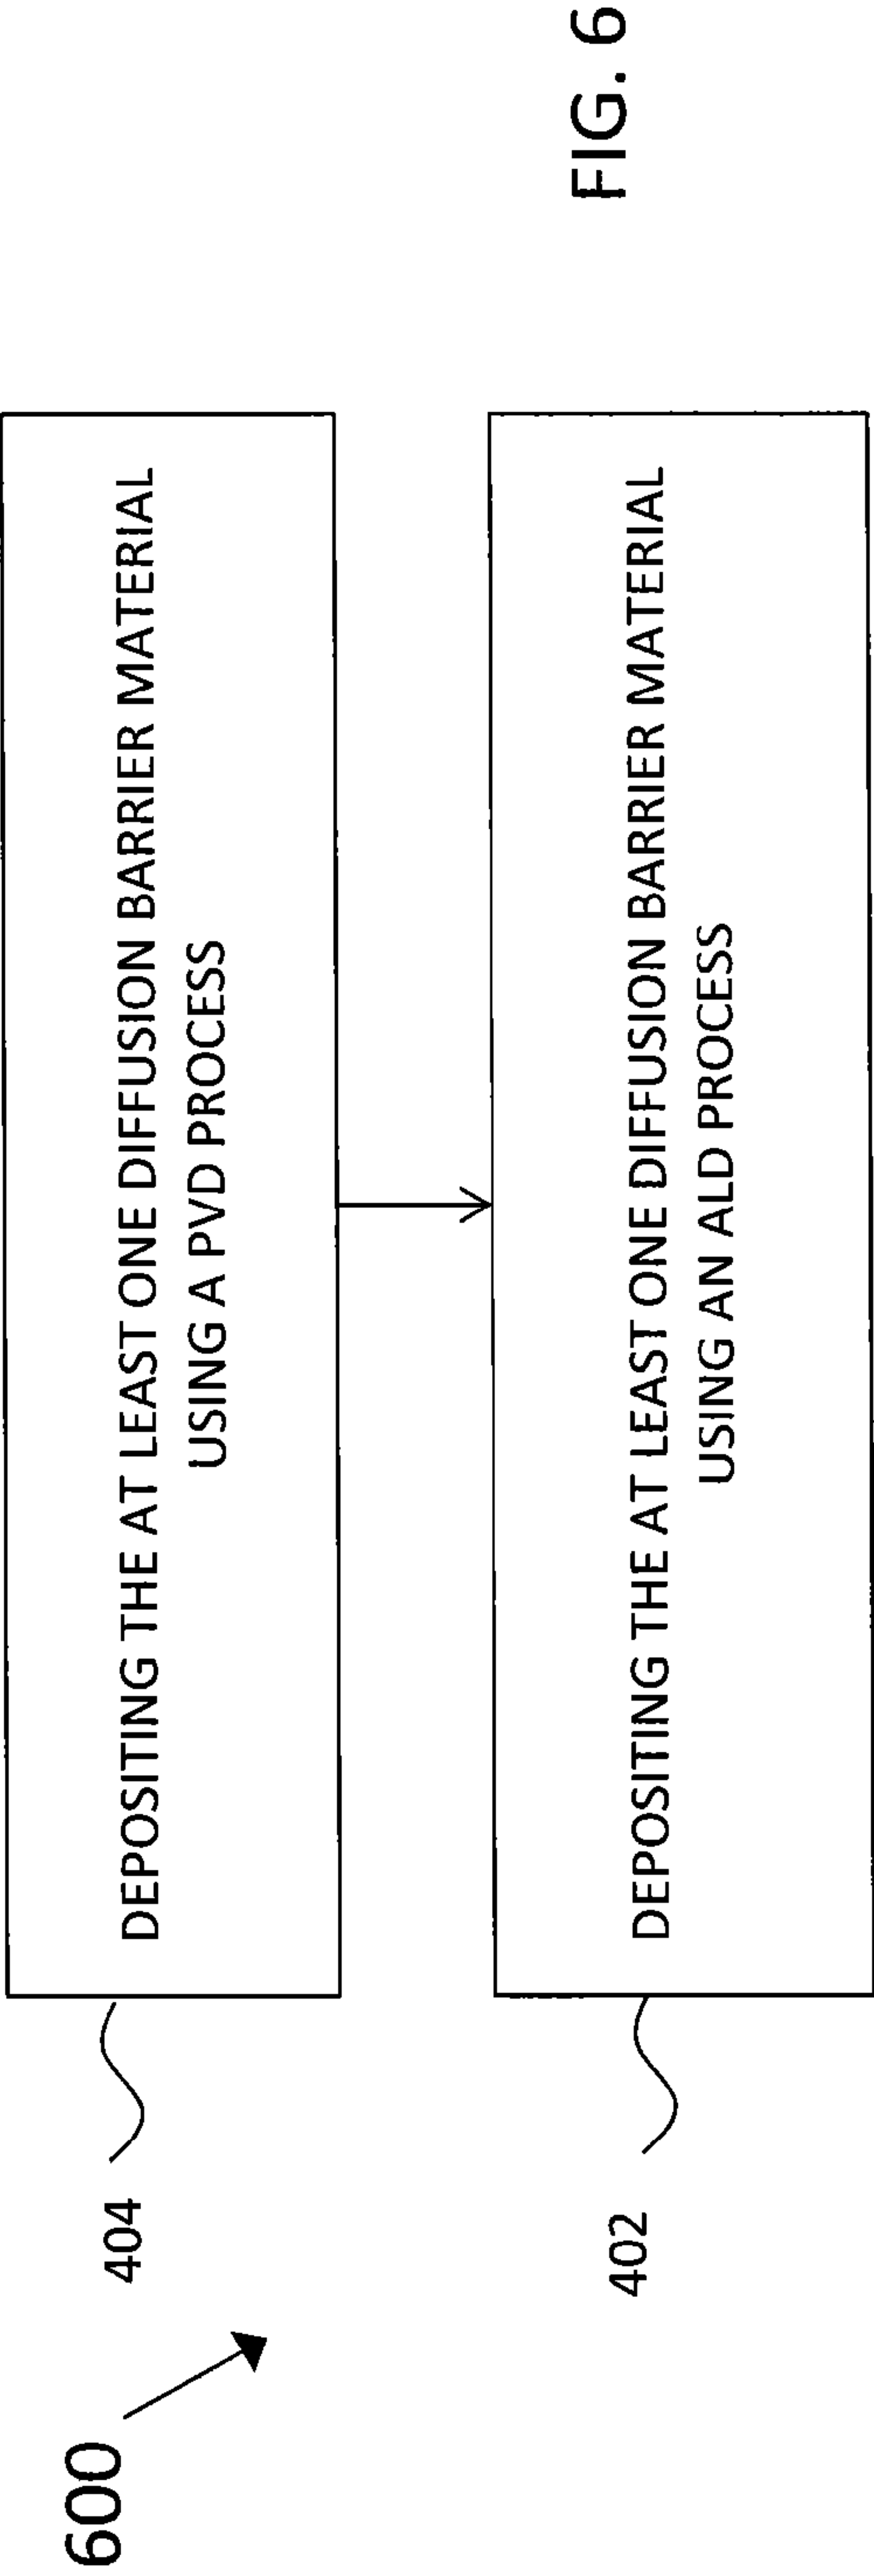 600
404
DEPOSITING THE AT LEAST ONE DIFFUSION BARRIER MATERIAL
USING A PVD PROCESS
402
DEPOSITING THE AT LEAST ONE DIFFUSION BARRIER MATERIAL
USING AN ALD PROCESS
FIG. 6